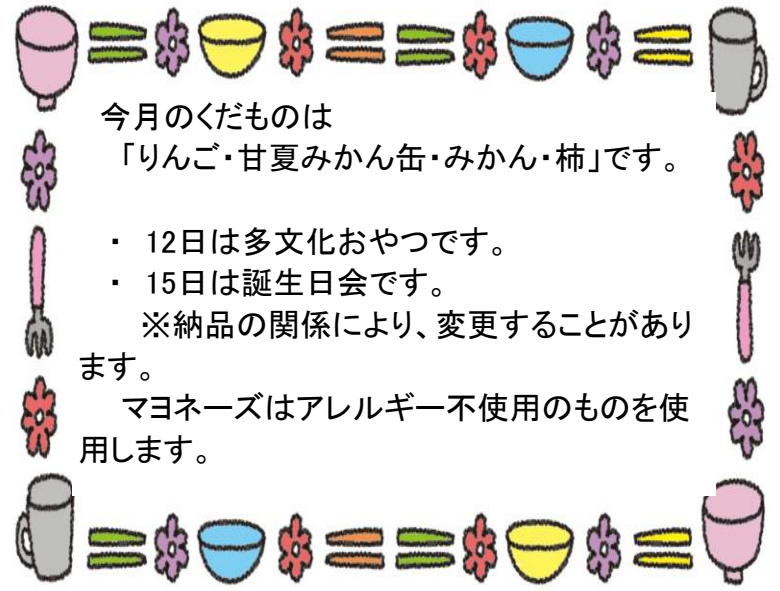 今月のくだものは
「りんご・甘夏みかん缶・みかん・柿」です。
・ 12日は多文化おやつです。
・ 15日は誕生日会です。
※納品の関係により、変更することがあり
ます。
マヨネーズはアレルギー不使用のものを使
用します。